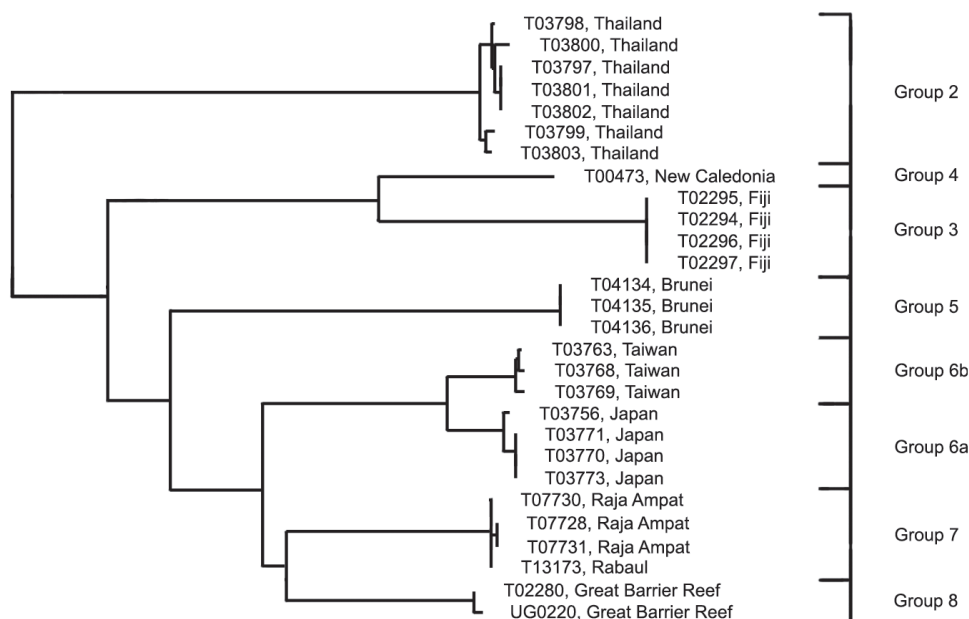 T03798, Thailand
T03800, Thailand
T03797, Thailand
T03801, Thailand
T03802, Thailand
T03799, Thailand
T03803, Thailand
Group 2
T00473, New Caledonia
Group 4
T02295, Fiji
T02294, Fiji
T02296, Fiji
T02297, Fiji
Group 3
T04134, Brunei
T04135, Brunei
T04136, Brunei
Group 5
T03763, Taiwan
T03768, Taiwan
T03769, Taiwan
Group 6b
T03756, Japan
T03771, Japan
T03770, Japan
T03773, Japan
Group 6a
T07730, Raja Ampat
T07728, Raja Ampat
T07731, Raja Ampat
T13173, Rabaul
Group 7
T02280, Great Barrier Reef
UG0220, Great Barrier Reef
Group 8